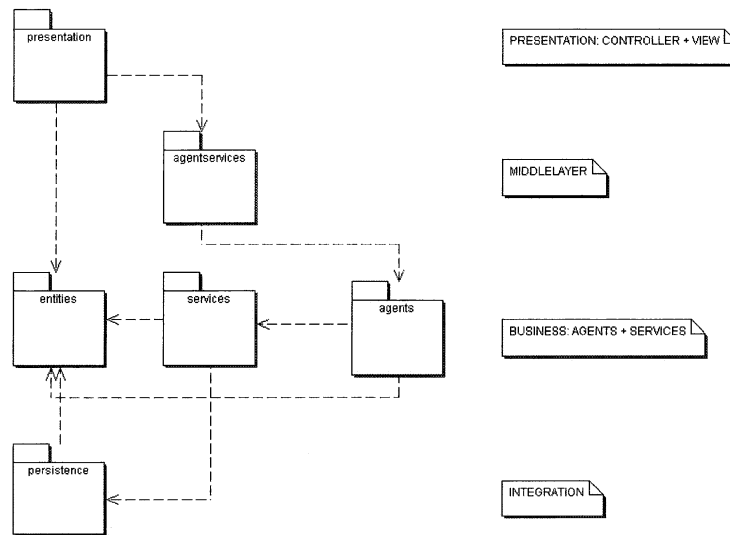 presentation
PRESENTATION: CONTROLLER + VIEW
agentservices
MIDDLELAYER
entities
services
agents
BUSINESS: AGENTS + SERVICES
persistence
INTEGRATION